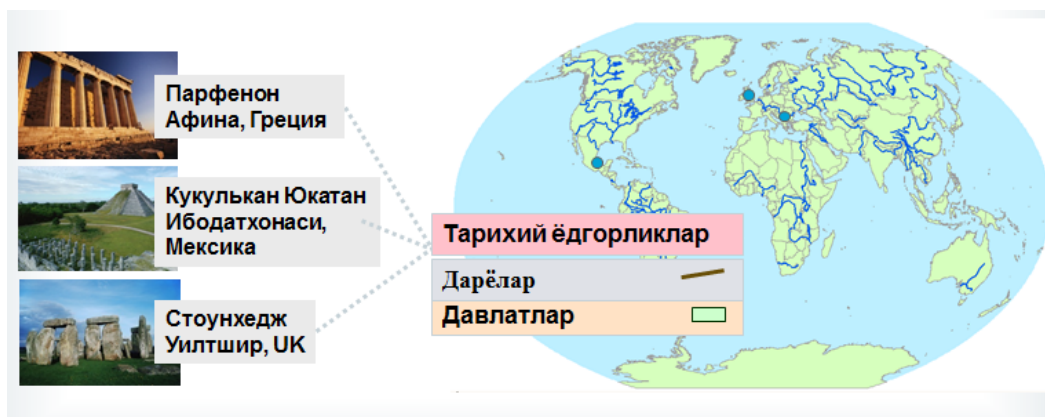 Парфенон
Афина, Греция
Кукулькан Юкатан
Ибодатхонаси,
Мексика
Стоунхедж
Уилтшир, UK
Тарихий ёдгорликлар
Дарёлар
Давлатлар